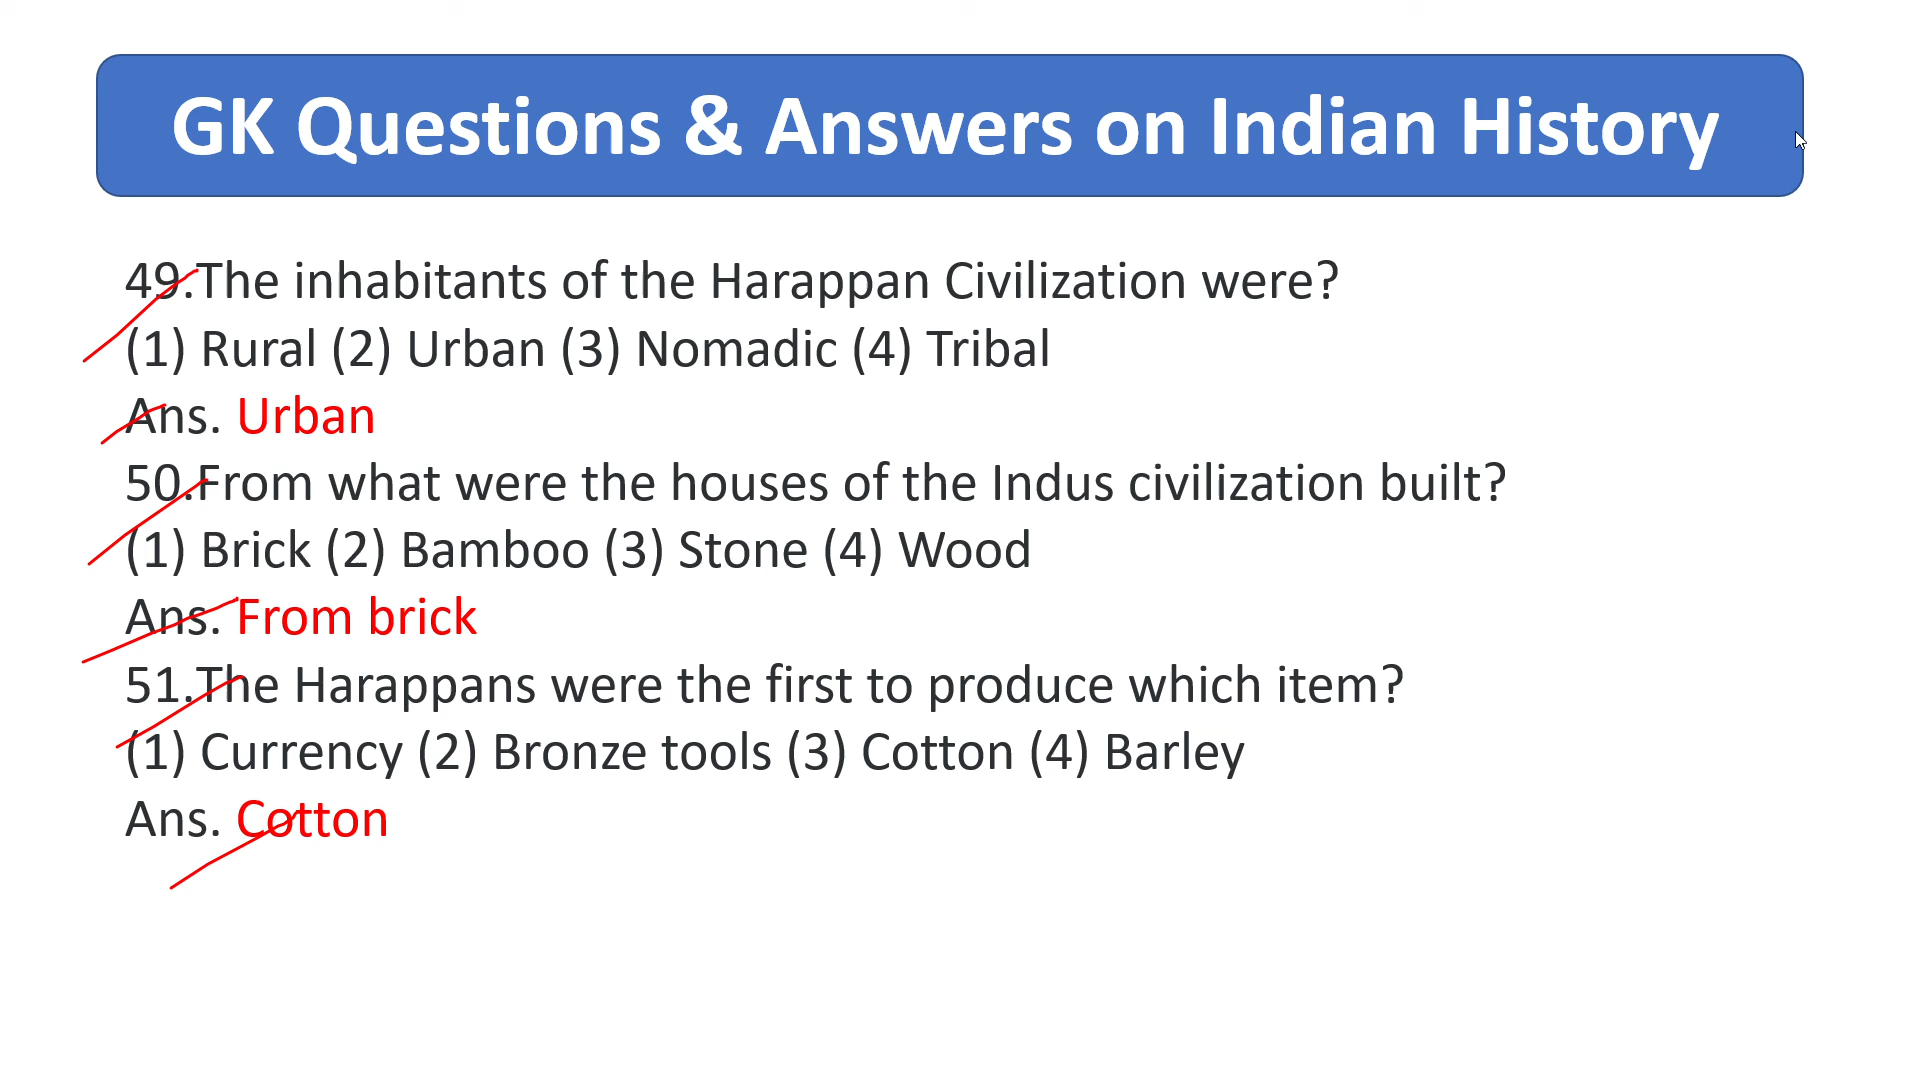 GK Questions & Answers on Indian History
49.The inhabitants of the Harappan Civilization were?
(1) Rural (2) Urban (3) Nomadic (4) Tribal
Ans. Urban
50.From what were the houses of the Indus civilization built?
(1) Brick (2) Bamboo (3) Stone (4) Wood
Ans. From brick
51.The Harappans were the first to produce which item?
(1) Currency (2) Bronze tools (3) Cotton (4) Barley
Ans. Cotton